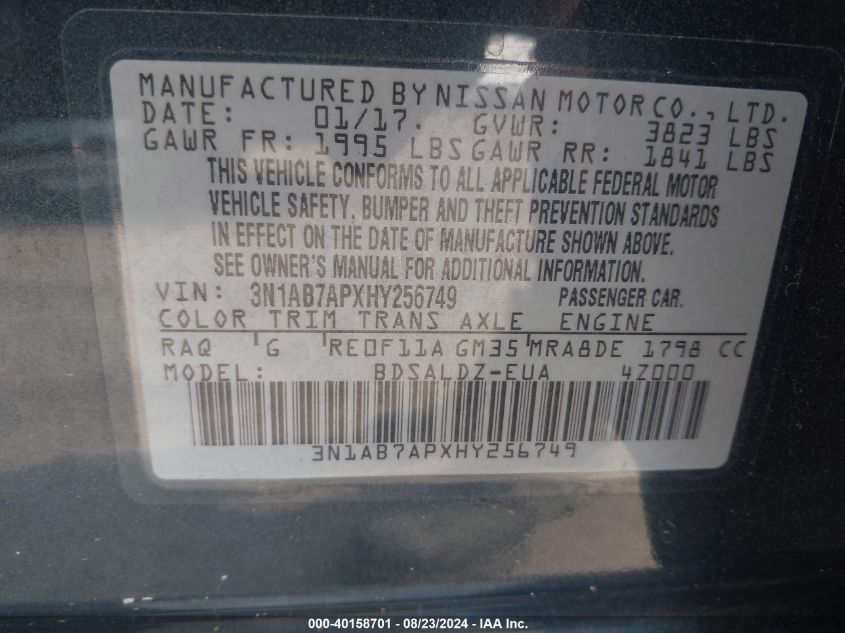 MANUFACTURED BY NISSAN MOTOR CO., LTD.
DATE: 01/17. GVWR: 3823 LBS
GAWR FR: 1995 LBS GAWR RR: 1841 LBS
THIS VEHICLE CONFORMS TO ALL APPLICABLE FEDERAL MOTOR
VEHICLE SAFETY, BUMPER AND THEFT PREVENTION STANDARDS
IN EFFECT ON THE DATE OF MANUFACTURE SHOWN ABOVE.
SEE OWNER'S MANUAL FOR ADDITIONAL INFORMATION.
VIN: 3N1AB7APXHY256749 PASSENGER CAR.
COLOR TRIM TRANS AXLE ENGINE
RAQ G RE0F11A GM35 MRA8DE 1798 CC
MODEL: BDSALDZ-EUA 4Z000
3N1AB7APXHY256749
000-40158701 - 08/23/2024 - IAA Inc.